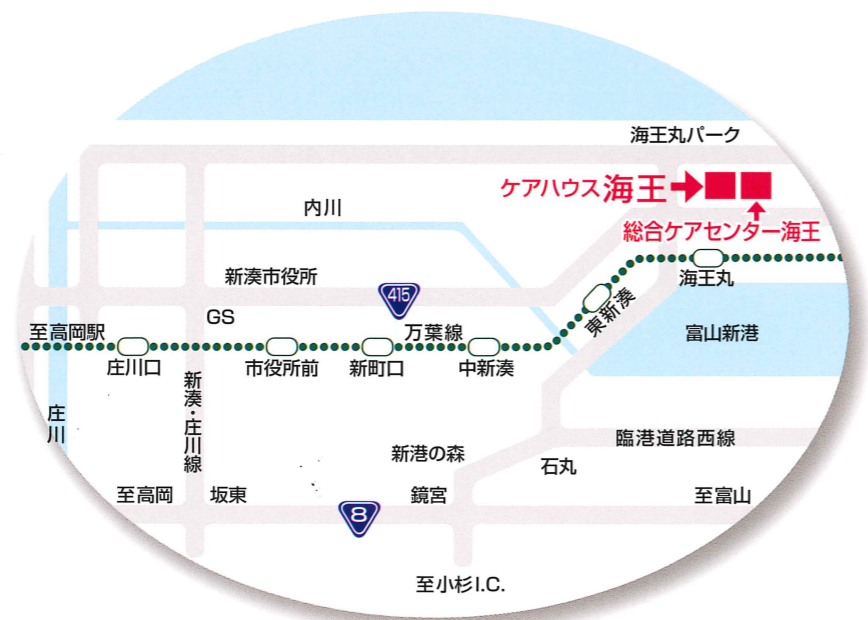 海王丸パーク
ケアハウス海王
総合ケアセンター海王
内川
新湊市役所
415
海王丸
東新湊
GS
至高岡駅
万葉線
富山新港
庄川口
市役所前
新町口
中新湊
庄川
新湊・庄川線
臨港道路西線
新港の森
石丸
至高岡
坂東
8
鏡宮
至富山
至小杉I.C.